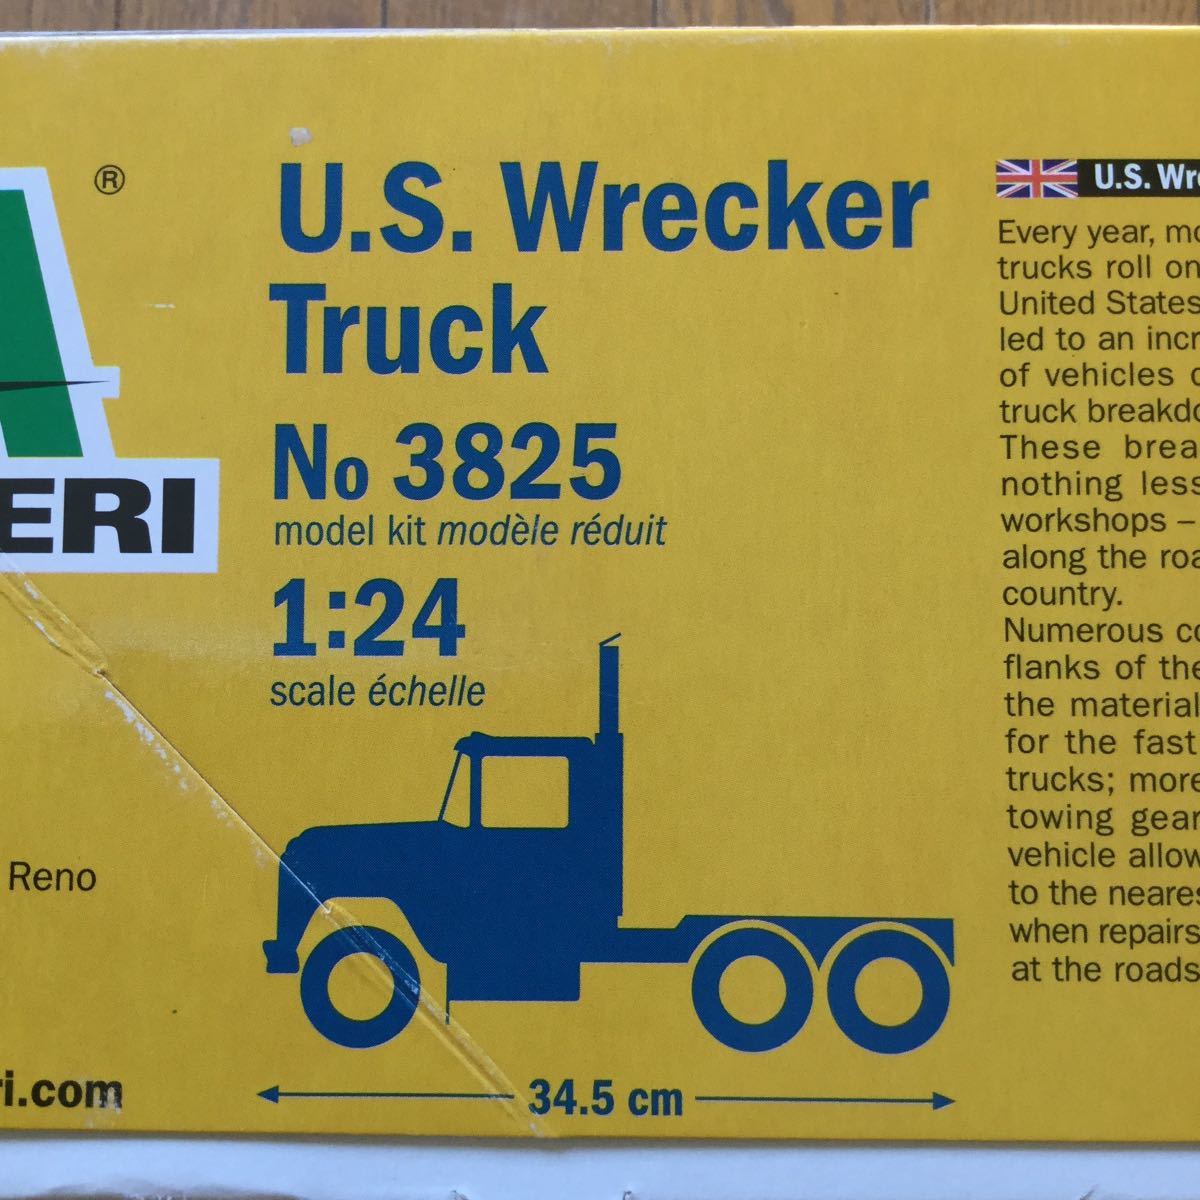 ®
ERI
Reno
i.com
U.S. Wrecker
Truck
No 3825
model kit modèle réduit
1:24
scale échelle
34.5 cm
U.S. Wre
Every year, mo
trucks roll on
United States
led to an incr
of vehicles
truck breakdo
These brea
nothing less
workshops –
along the roa
country.
Numerous co
flanks of the
the material
for the fast
trucks; more
towing gear
vehicle allow
to the neares
when repairs
at the roads